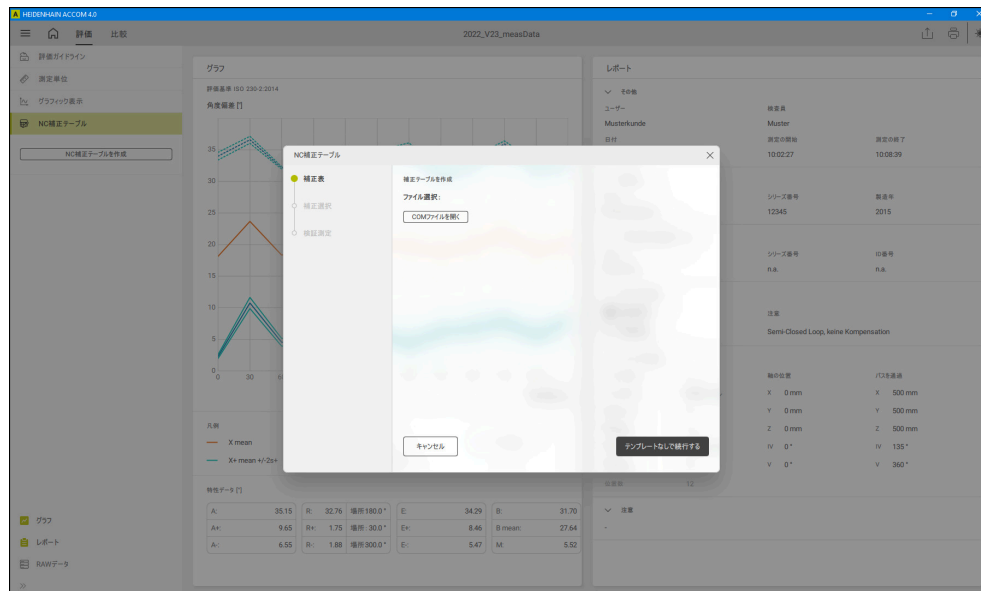 HEIDENHAIN ACCOM 4.0
評価 比較 2022_V23_measData
評価ガイドライン
測定単位
グラフィック表示
NC補正テーブル
NC補正テーブルを作成
グラフ
評価基準 ISO 230-2:2014
角度偏差 ["]
35
30
25
20
15
10
5
0
0 30
凡例
X mean
X+ mean +/-2s+
特性データ ["]
A: 35.15 R: 32.76 場所:180.0 ° E: 34.29 B: 31.70
A+: 9.65 R+: 1.75 場所: 30.0 ° E+: 8.46 B mean: 27.64
A-: 6.55 R-: 1.88 場所:300.0 ° E-: 5.47 M: 5.52
NC補正テーブル
補正表
補正選択
検証測定
補正テーブルを作成
ファイル選択:
COMファイルを開く
キャンセル
テンプレートなしで続行する
レポート
その他
ユーザー 検査員
Musterkunde Muster
日付 測定の開始 測定の終了
10:02:27 10:08:39
シリーズ番号 製造年
12345 2015
シリーズ番号 ID番号
n.a. n.a.
注意
Semi-Closed Loop, keine Kompensation
軸の位置 パスを直線
X 0 mm X 500 mm
Y 0 mm Y 500 mm
Z 0 mm Z 500 mm
IV 0 ° IV 135 °
V 0 ° V 360 °
12
注意
-
グラフ
レポート
RAWデータ